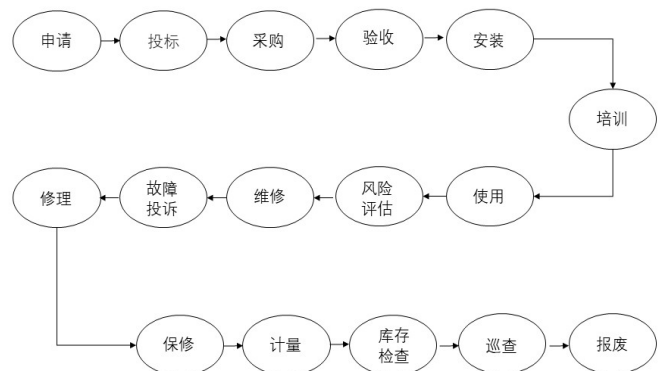 申请
投标
采购
验收
安装
培训
使用
风险
评估
维修
故障
投诉
修理
保修
计量
库存
检查
巡查
报废